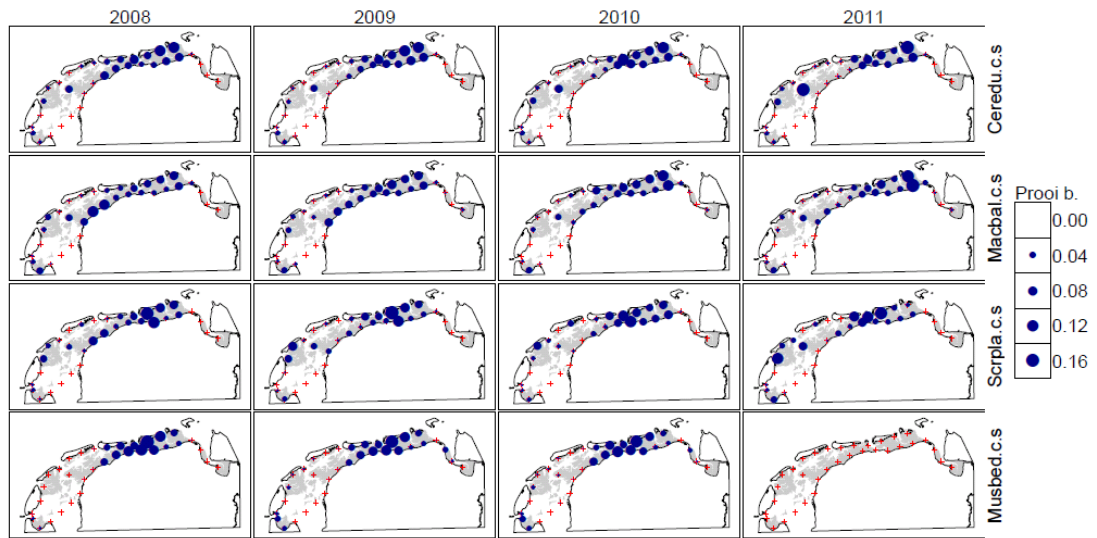 2008 2009 2010 2011
Ceredu.c.s
Macbal.c.s
Scrpla.c.s
Musbed.c.s
Prooi b.
0.00
0.04
0.08
0.12
0.16